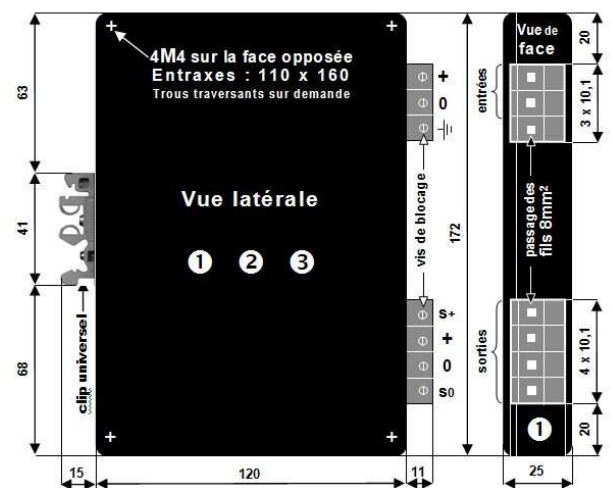 4M4 sur la face opposée
Entraxes : 110 x 160
Trous traversants sur demande
Vue latérale
1 2 3
63
41
68
clip universel
15
120
11
+
0
vis de blocage
172
S+
+
0
S0
Vue de
face
entrées
passage des
fils 8mm²
sorties
1
20
3 x 10,1
4 x 10,1
20
25